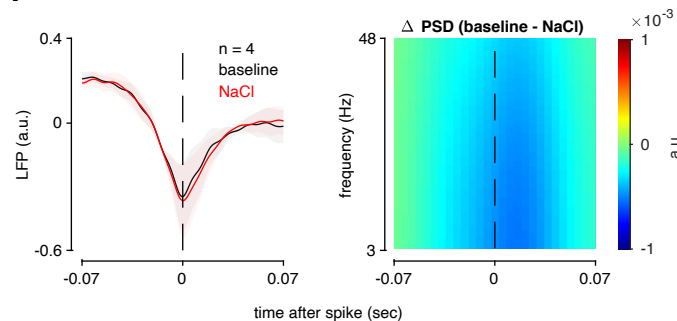 0.4
0
-0.6
LFP (a.u.)
n = 4
baseline
NaCl
-0.07
0
0.07
time after spike (sec)
Δ PSD (baseline - NaCl)
48
3
frequency (Hz)
-0.07
0
0.07
×10⁻³
1
0
-1
a.u.